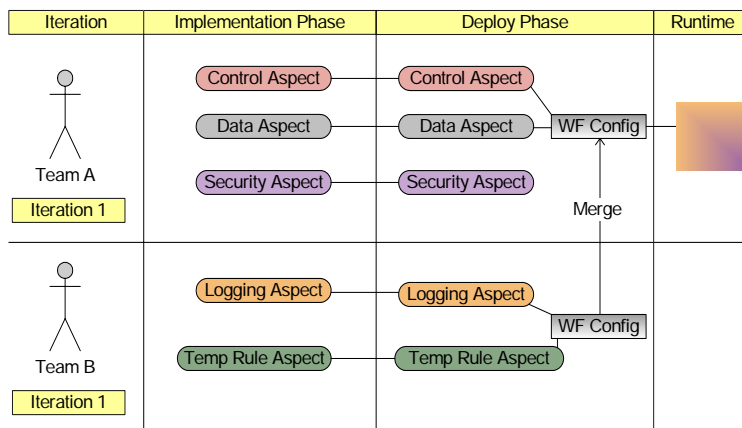 Iteration Implementation Phase Deploy Phase Runtime
Control Aspect Control Aspect
Data Aspect Data Aspect WF Config
Team A
Security Aspect Security Aspect
Iteration 1 Merge
Logging Aspect Logging Aspect
WF Config
Team B Temp Rule Aspect Temp Rule Aspect
Iteration 1